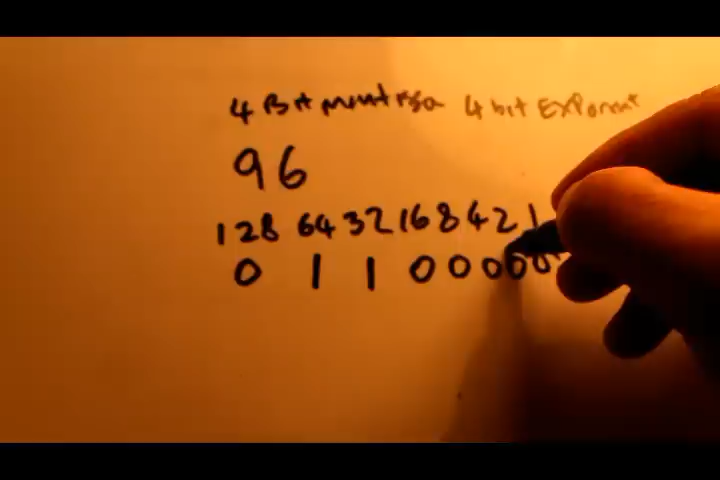 4 Bit mantissa 4 bit Exponent
96
128 64 32 16 8 4 2 1
0 1 1 0 0 0 0 0